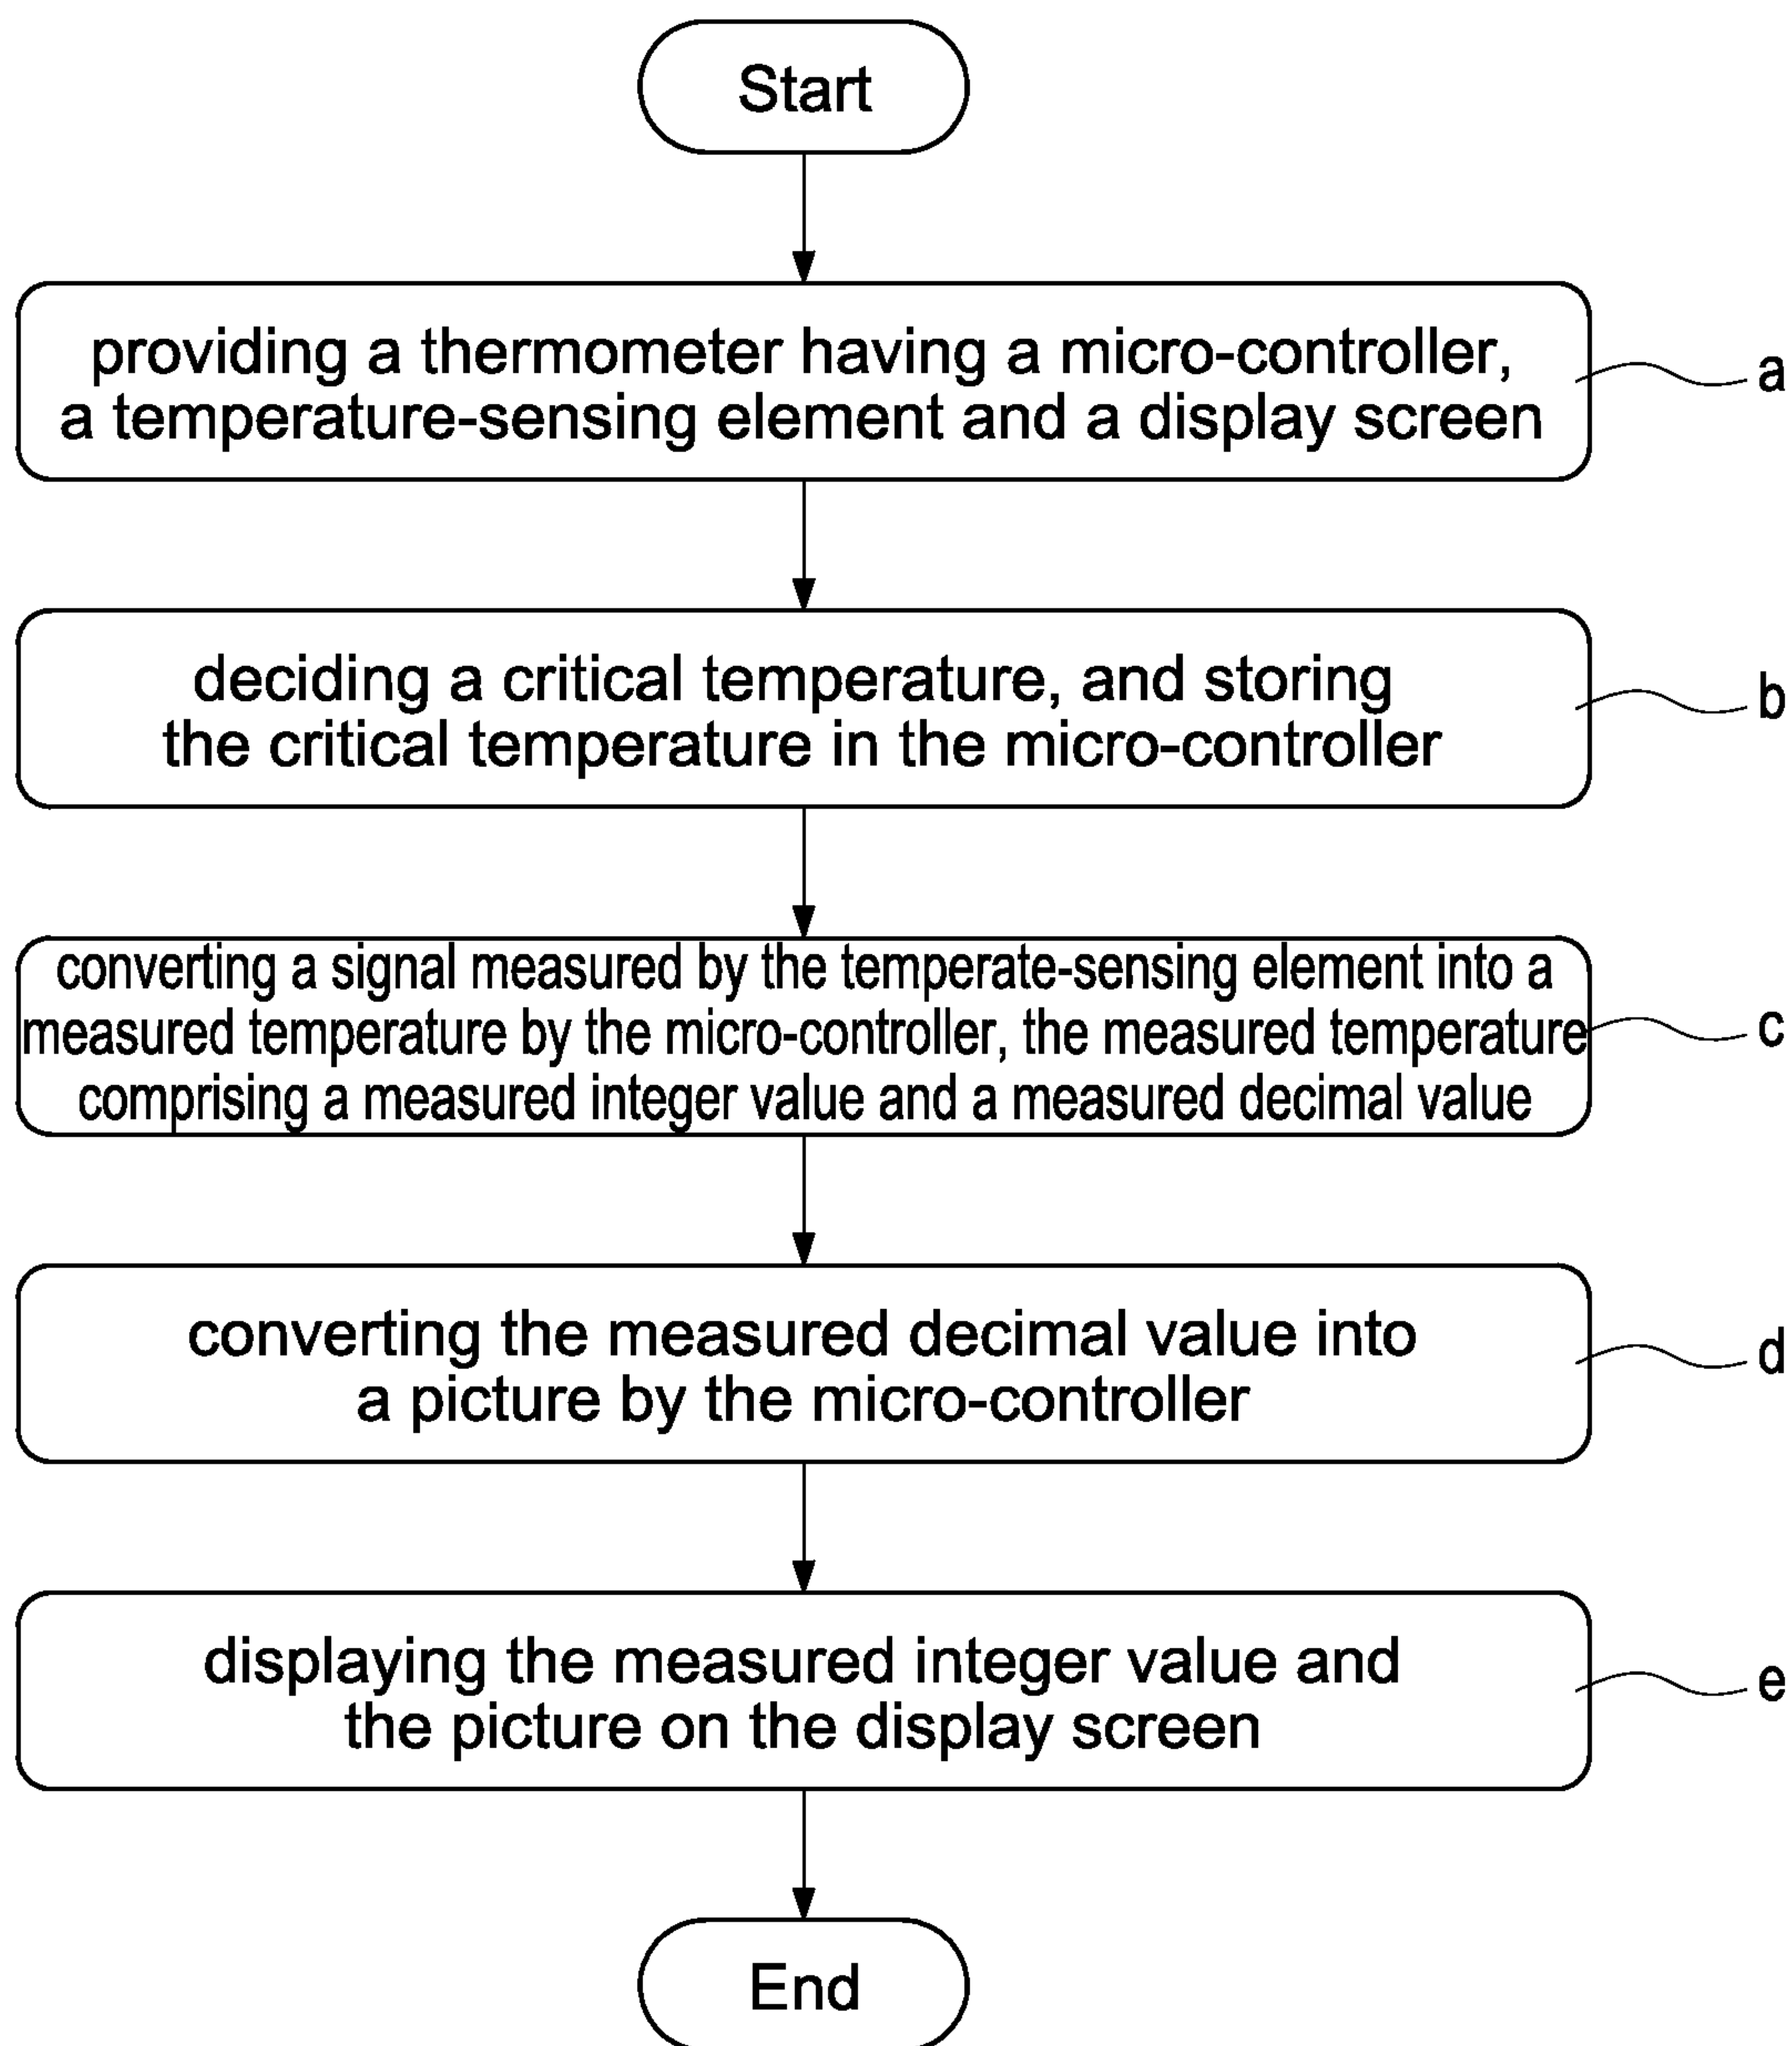 Start
providing a thermometer having a micro-controller,
a temperature-sensing element and a display screen
a
deciding a critical temperature, and storing
the critical temperature in the micro-controller
b
converting a signal measured by the temperate-sensing element into a
measured temperature by the micro-controller, the measured temperature
comprising a measured integer value and a measured decimal value
c
converting the measured decimal value into
a picture by the micro-controller
d
displaying the measured integer value and
the picture on the display screen
e
End